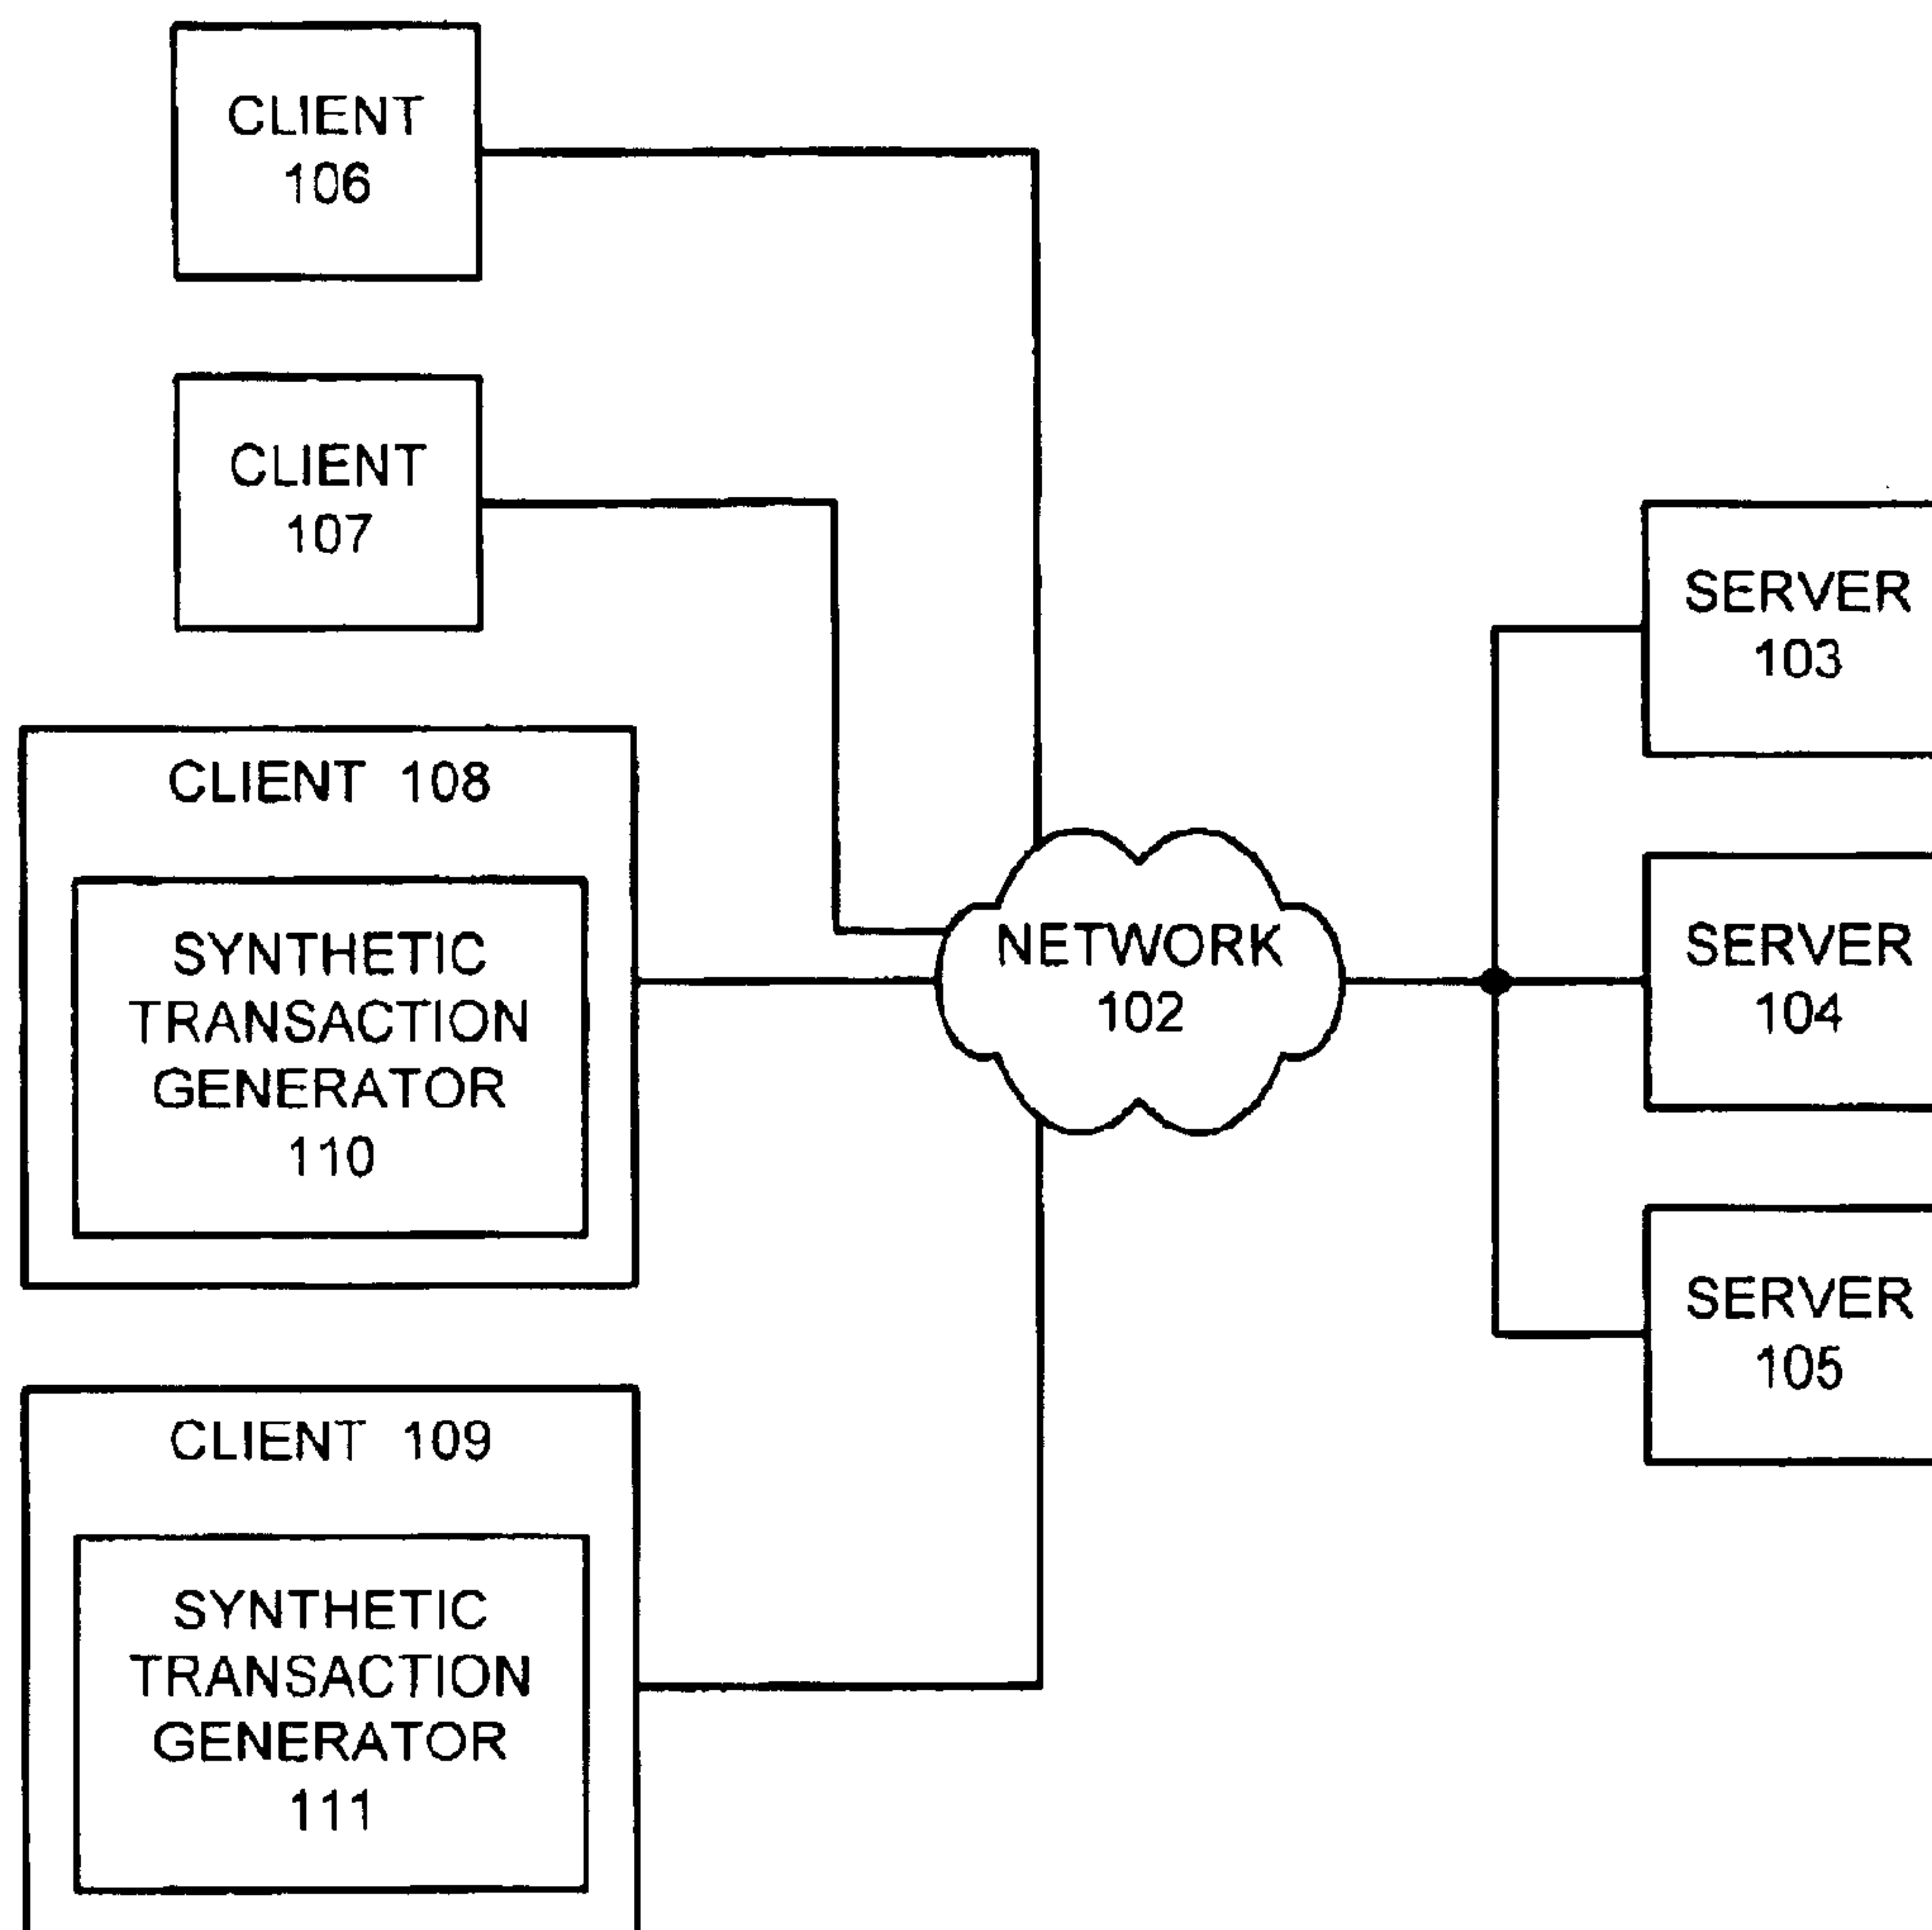 CLIENT
106
CLIENT
107
CLIENT 108
SYNTHETIC
TRANSACTION
GENERATOR
110
CLIENT 109
SYNTHETIC
TRANSACTION
GENERATOR
111
NETWORK
102
SERVER
103
SERVER
104
SERVER
105